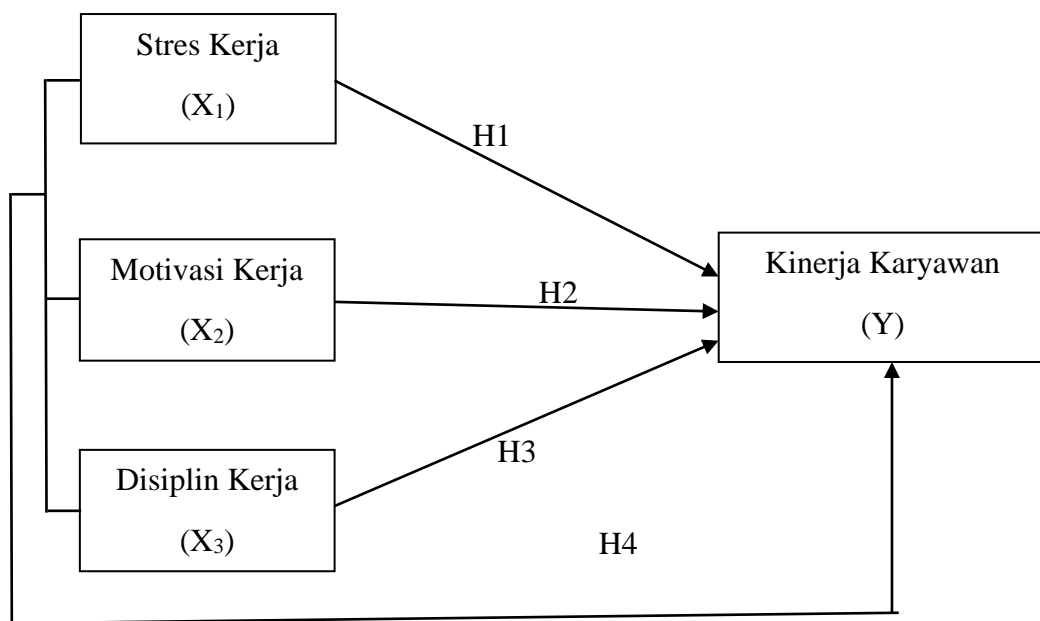 Stres Kerja
(X₁)
H1
Motivasi Kerja
(X₂)
H2
Kinerja Karyawan
(Y)
Disiplin Kerja
(X₃)
H3
H4